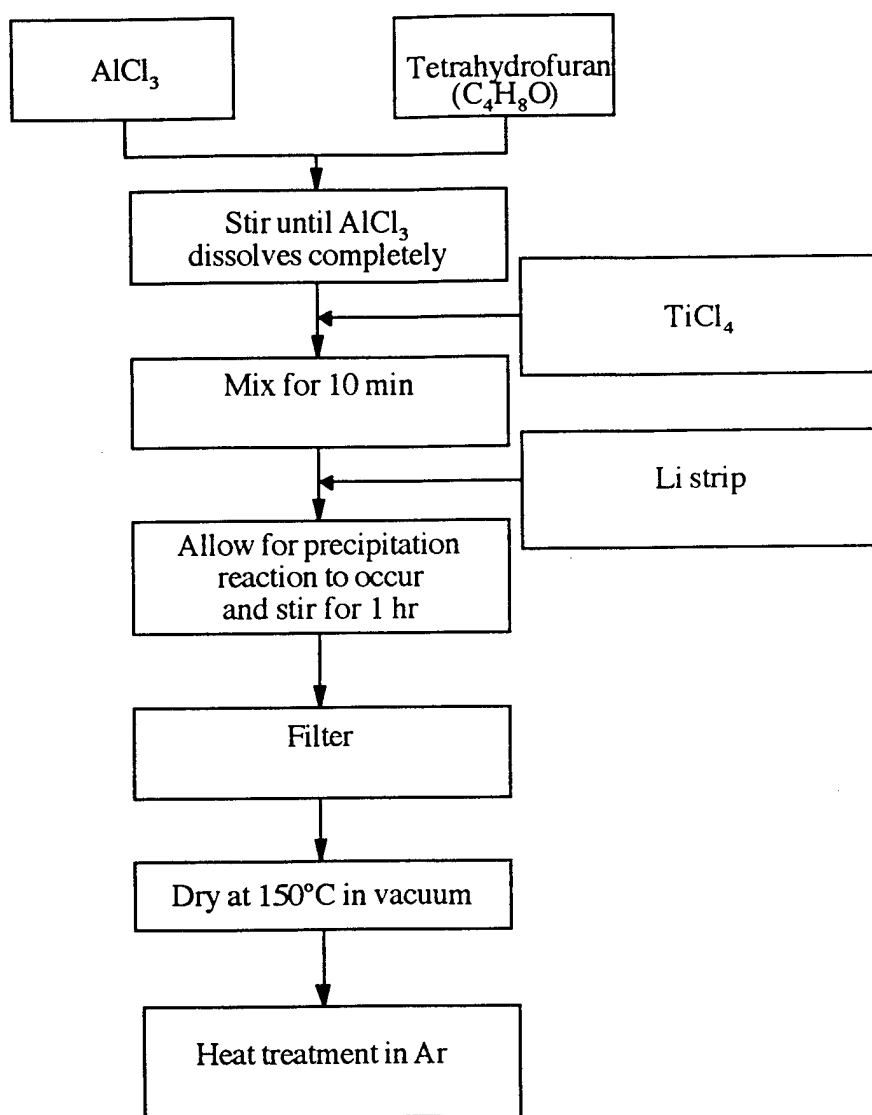 AlCl₃
Tetrahydrofuran
(C₄H₈O)
Stir until AlCl₃
dissolves completely
TiCl₄
Mix for 10 min
Li strip
Allow for precipitation
reaction to occur
and stir for 1 hr
Filter
Dry at 150°C in vacuum
Heat treatment in Ar